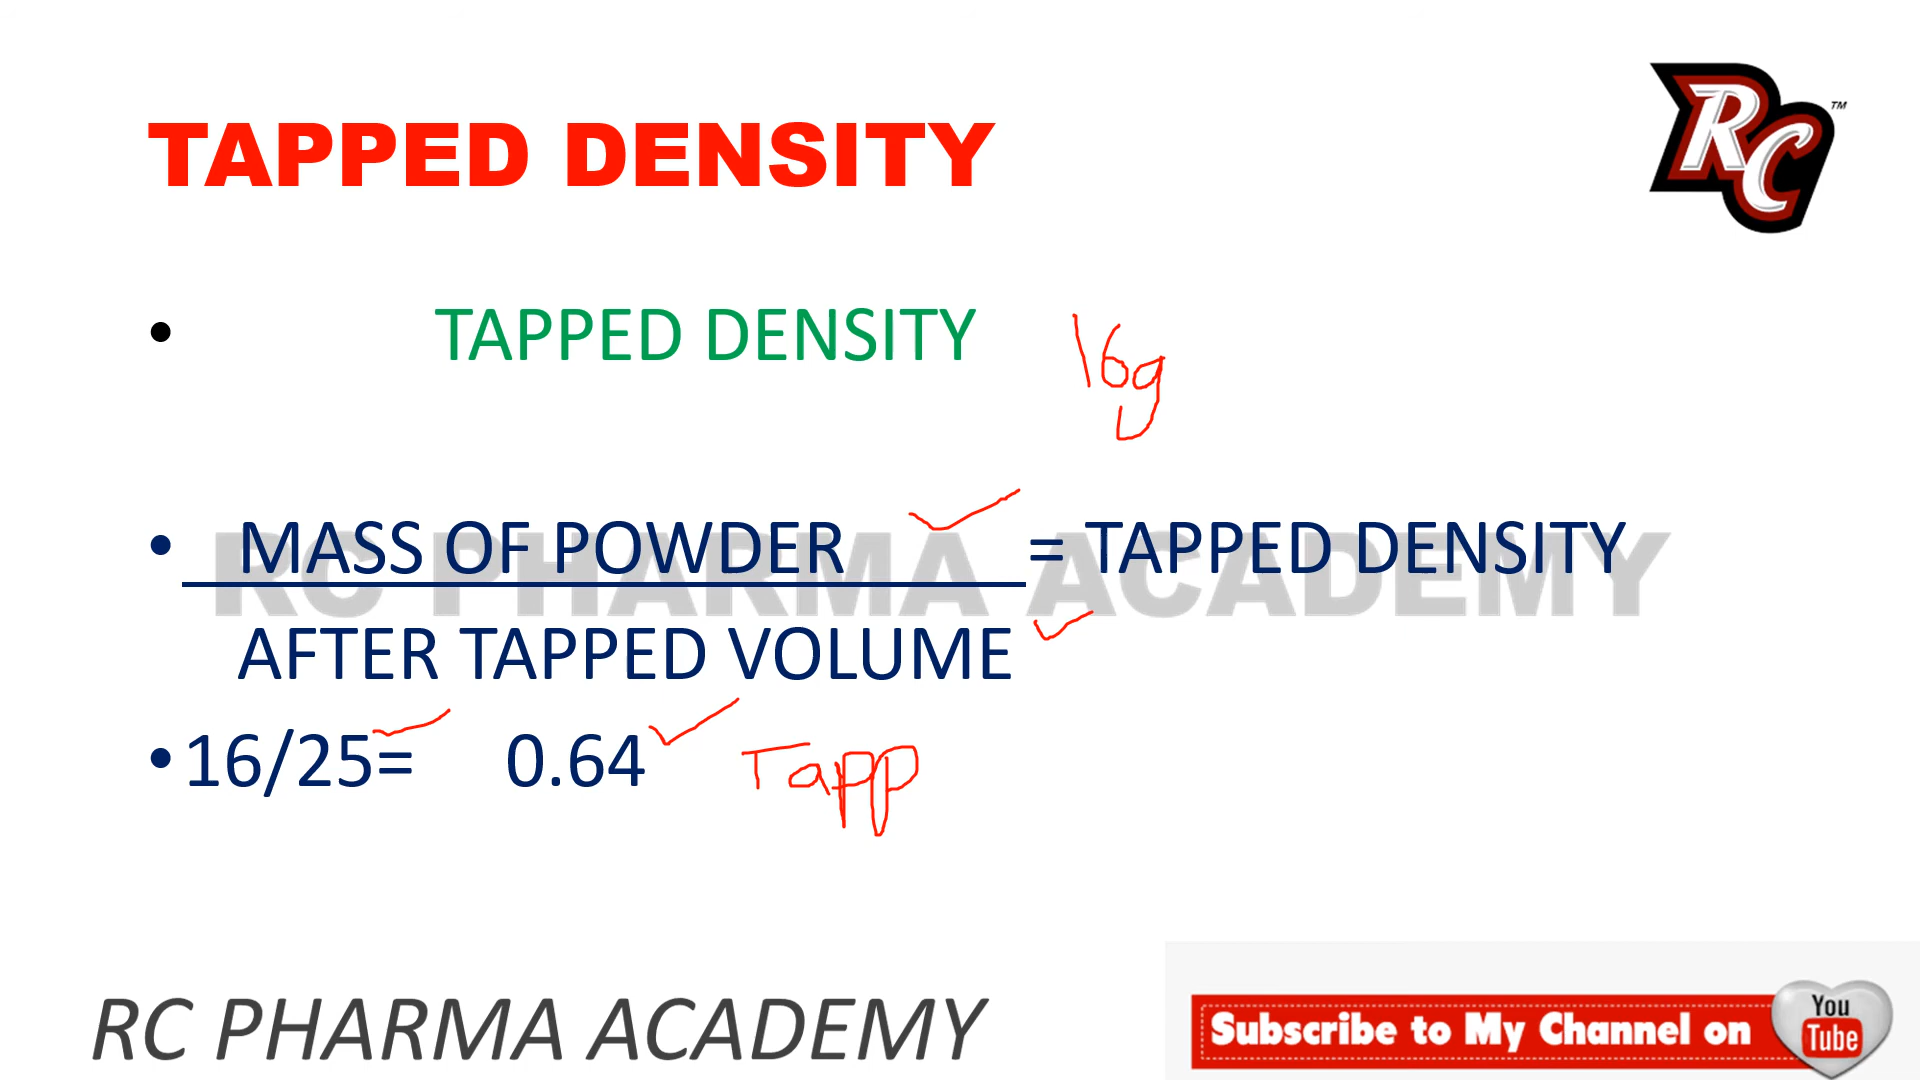 RC ™
TAPPED DENSITY
• TAPPED DENSITY
16g
• MASS OF POWDER = TAPPED DENSITY
RC PHARMA ACADEMY
AFTER TAPPED VOLUME
• 16/25= 0.64 Tapp
RC PHARMA ACADEMY
Subscribe to My Channel on
You
Tube